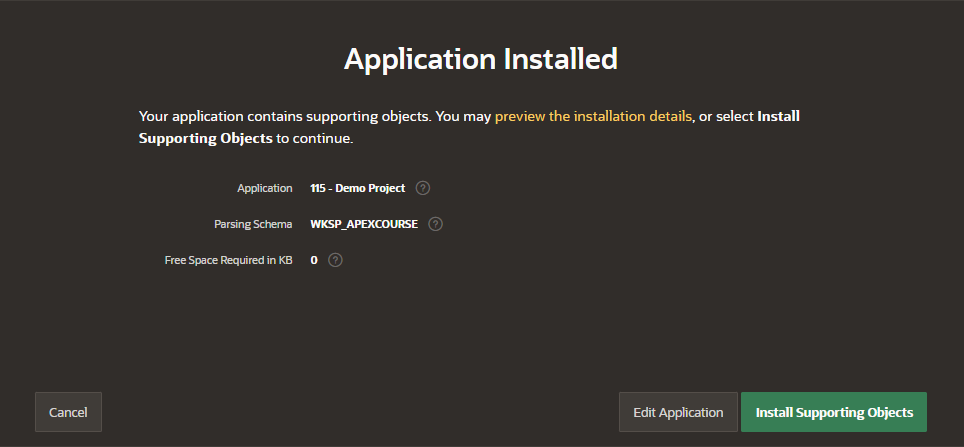 Application Installed
Your application contains supporting objects. You may preview the installation details, or select Install
Supporting Objects to continue.
Application 115 - Demo Project ?
Parsing Schema WKSP_APEXCOURSE ?
Free Space Required in KB 0 ?
Cancel Edit Application Install Supporting Objects